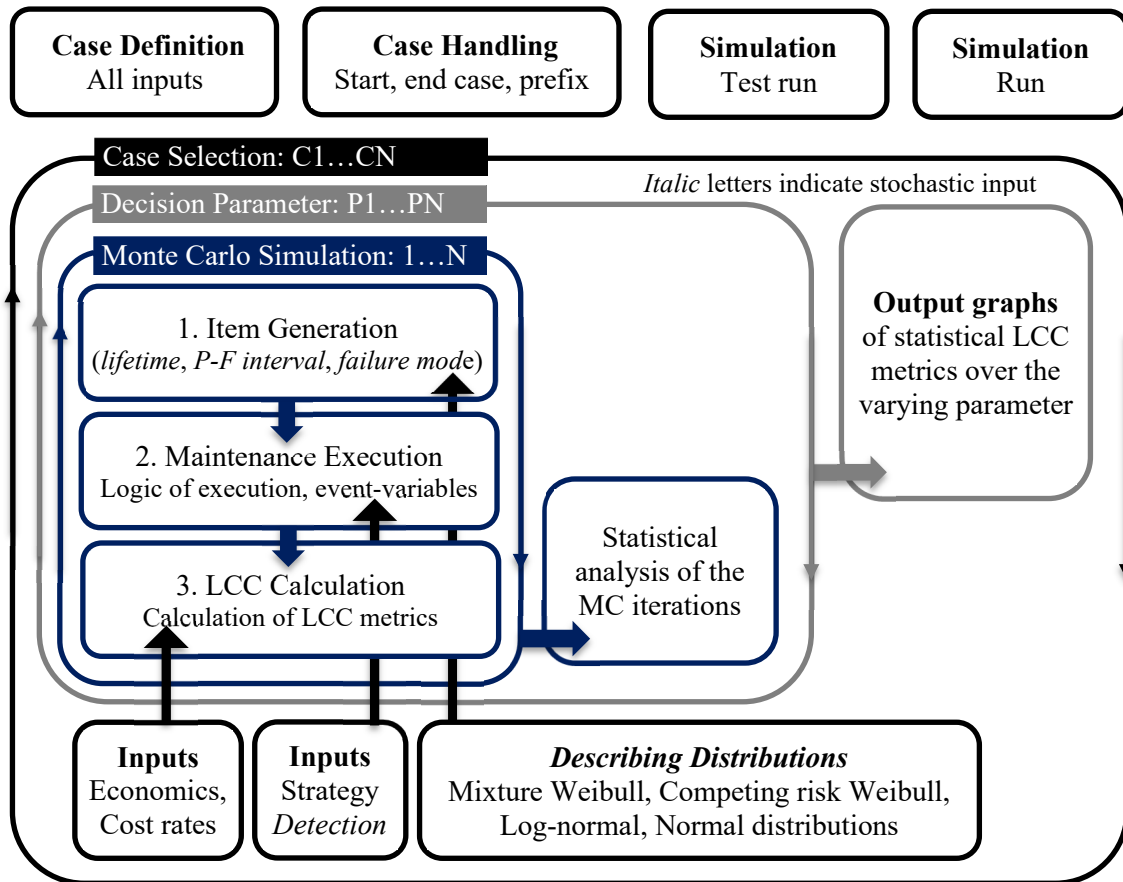 Case Definition
All inputs
Case Handling
Start, end case, prefix
Simulation
Test run
Simulation
Run
Case Selection: C1…CN
Italic letters indicate stochastic input
Decision Parameter: P1…PN
Monte Carlo Simulation: 1…N
1. Item Generation
(lifetime, P-F interval, failure mode)
2. Maintenance Execution
Logic of execution, event-variables
3. LCC Calculation
Calculation of LCC metrics
Statistical
analysis of the
MC iterations
Output graphs
of statistical LCC
metrics over the
varying parameter
Inputs
Economics,
Cost rates
Inputs
Strategy
Detection
Describing Distributions
Mixture Weibull, Competing risk Weibull,
Log-normal, Normal distributions